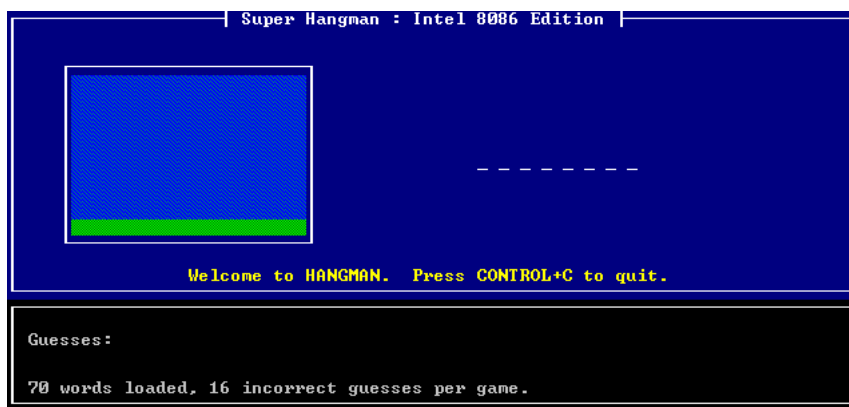 Super Hangman : Intel 8086 Edition
_ _ _ _ _ _ _ _
Welcome to HANGMAN.  Press CONTROL+C to quit.
Guesses:
70 words loaded, 16 incorrect guesses per game.